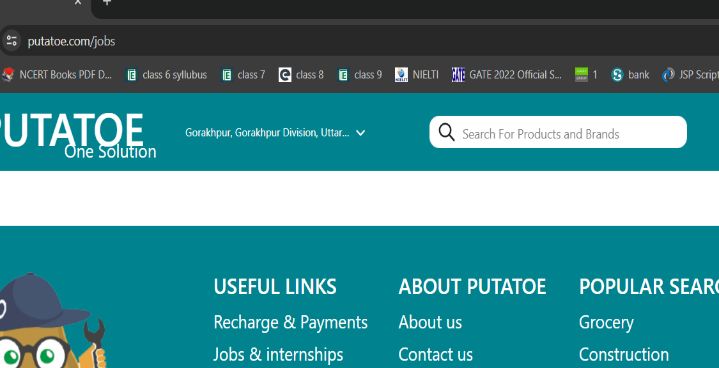 putatoe.com/jobs
NCERT Books PDF D... class 6 syllubus class 7 class 8 class 9 NIELTI GATE 2022 Official S... 1 bank JSP Script
PUTATOE
One Solution
Gorakhpur, Gorakhpur Division, Uttar...
Search For Products and Brands
USEFUL LINKS ABOUT PUTATOE POPULAR SEARC
Recharge & Payments About us Grocery
Jobs & internships Contact us Construction